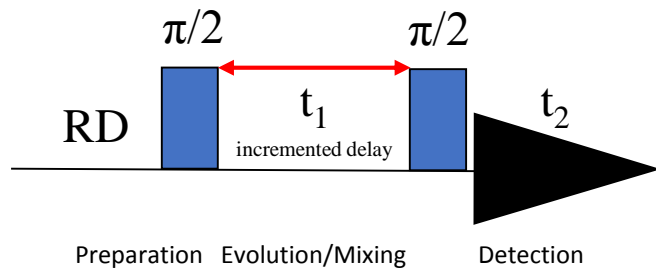 π/2 π/2
RD t₁ t₂
incremented delay
Preparation Evolution/Mixing Detection